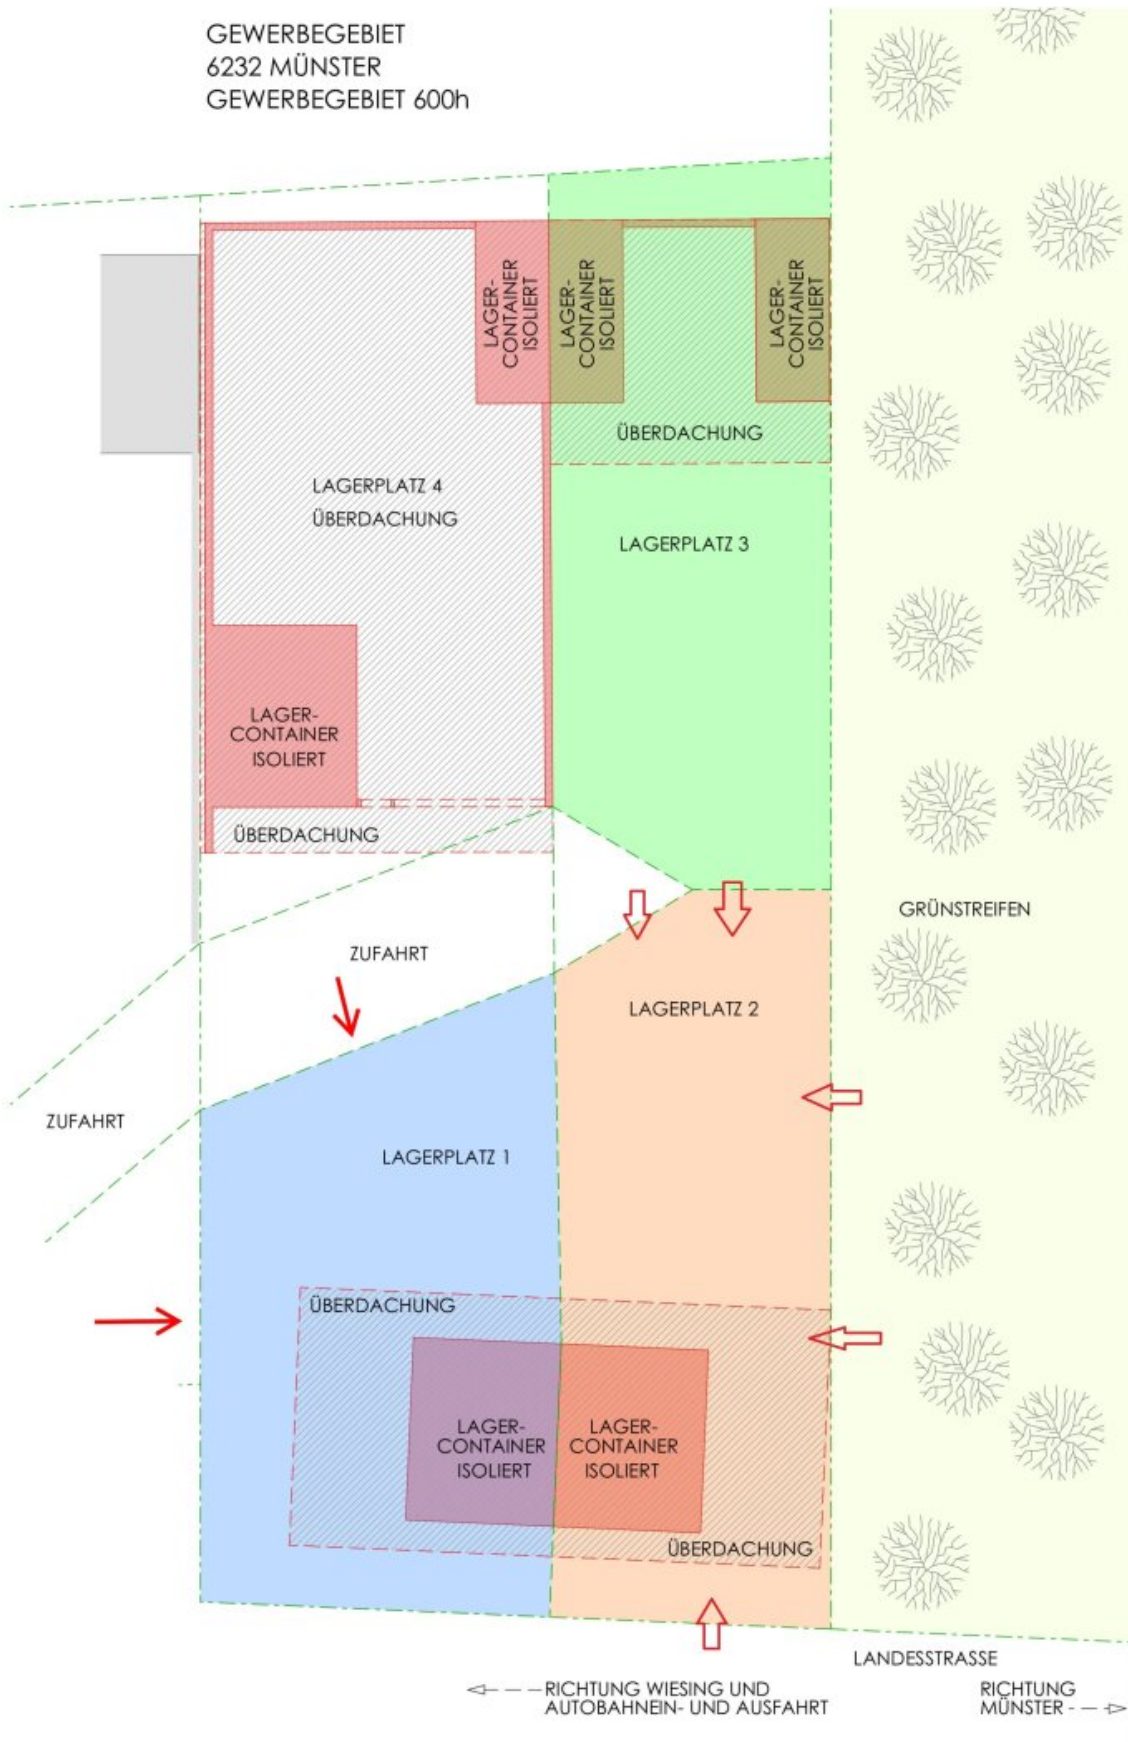 GEWERBEGEBIET
6232 MÜNSTER
GEWERBEGEBIET 600h
LAGER-
CONTAINER
ISOLIERT
LAGER-
CONTAINER
ISOLIERT
LAGER-
CONTAINER
ISOLIERT
ÜBERDACHUNG
LAGERPLATZ 4
ÜBERDACHUNG
LAGERPLATZ 3
LAGER-
CONTAINER
ISOLIERT
ÜBERDACHUNG
GRÜNSTREIFEN
ZUFAHRT
LAGERPLATZ 2
ZUFAHRT
LAGERPLATZ 1
ÜBERDACHUNG
LAGER-
CONTAINER
ISOLIERT
LAGER-
CONTAINER
ISOLIERT
ÜBERDACHUNG
LANDESSTRASSE
RICHTUNG WIESING UND
AUTOBAHNEIN- UND AUSFAHRT
RICHTUNG
MÜNSTER